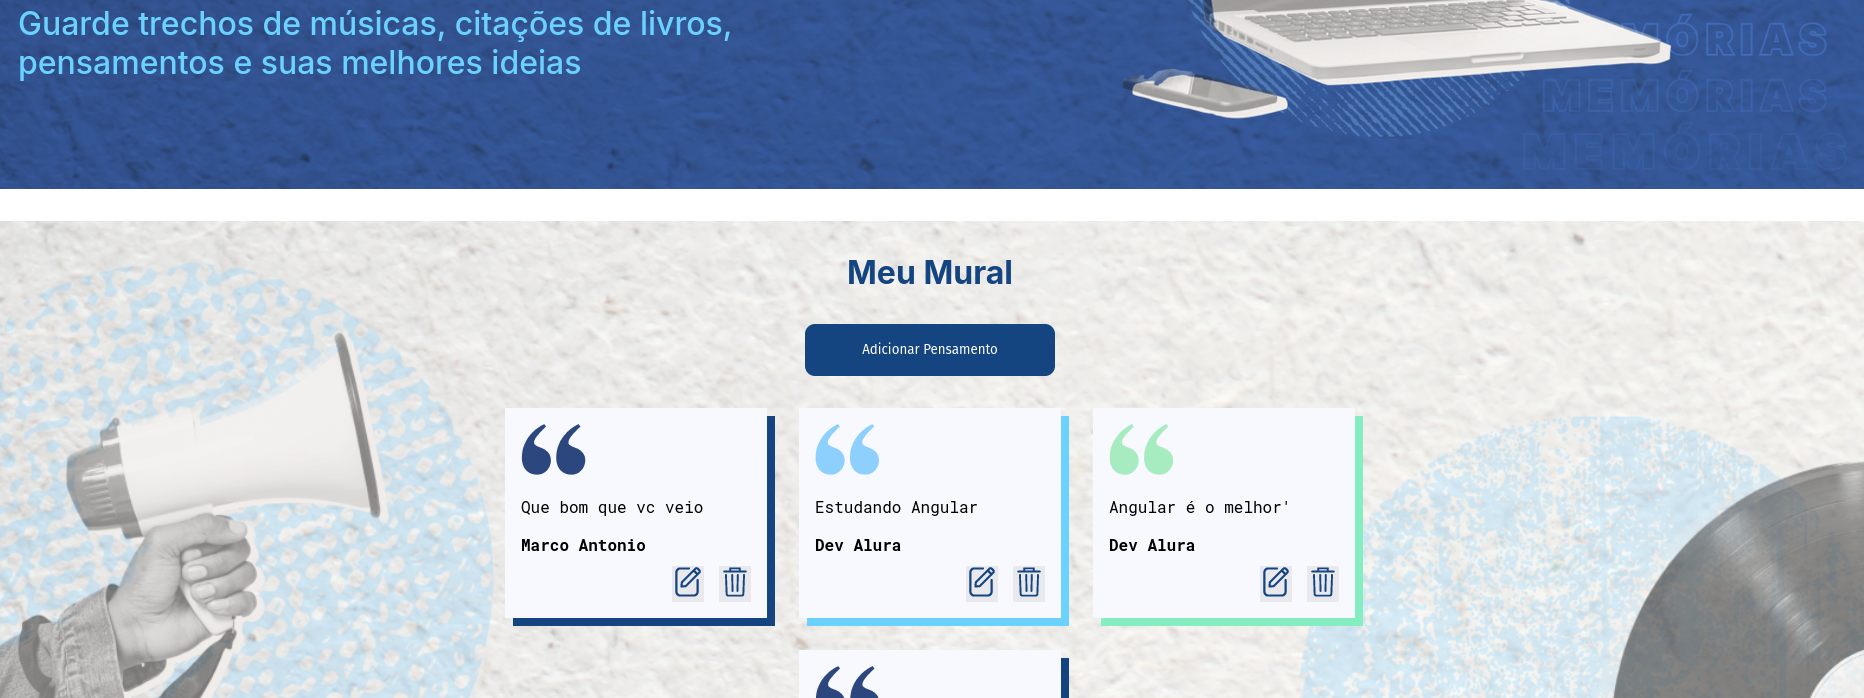 Guarde trechos de músicas, citações de livros,
pensamentos e suas melhores ideias
MÓRIAS
MEMÓRIAS
MEMÓRIAS
Meu Mural
Adicionar Pensamento
Que bom que vc veio
Marco Antonio
Estudando Angular
Dev Alura
Angular é o melhor'
Dev Alura